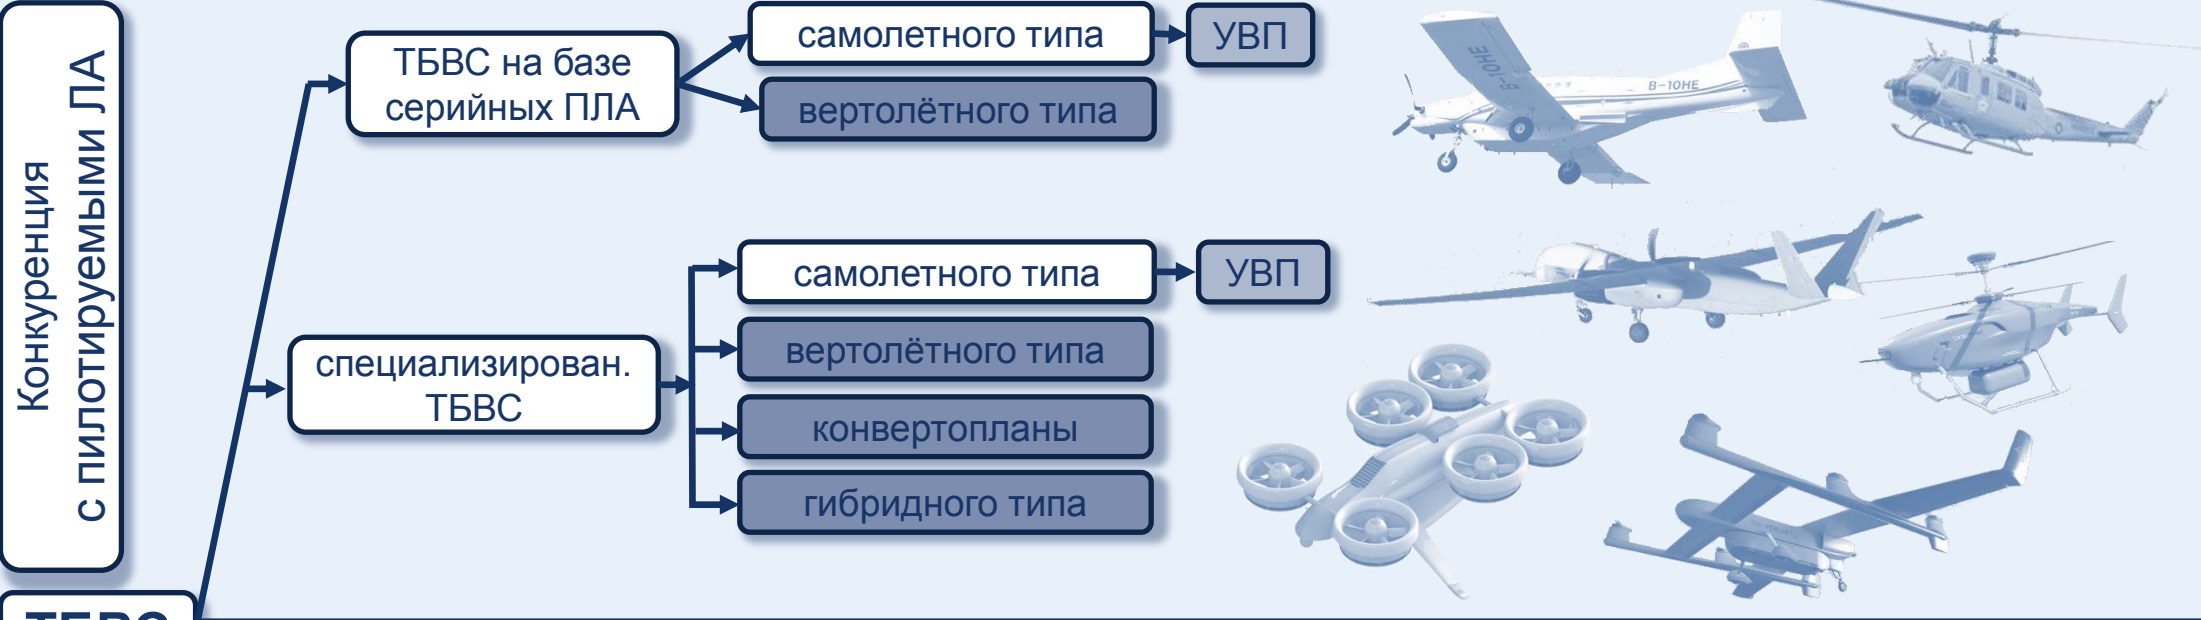 Конкуренция
с пилотируемыми ЛА
ТБВС на базе
серийных ПЛА
самолетного типа
УВП
вертолётного типа
B-10HE
B-10HE
специализирован.
ТБВС
самолетного типа
УВП
вертолётного типа
конвертопланы
гибридного типа
ТБВС